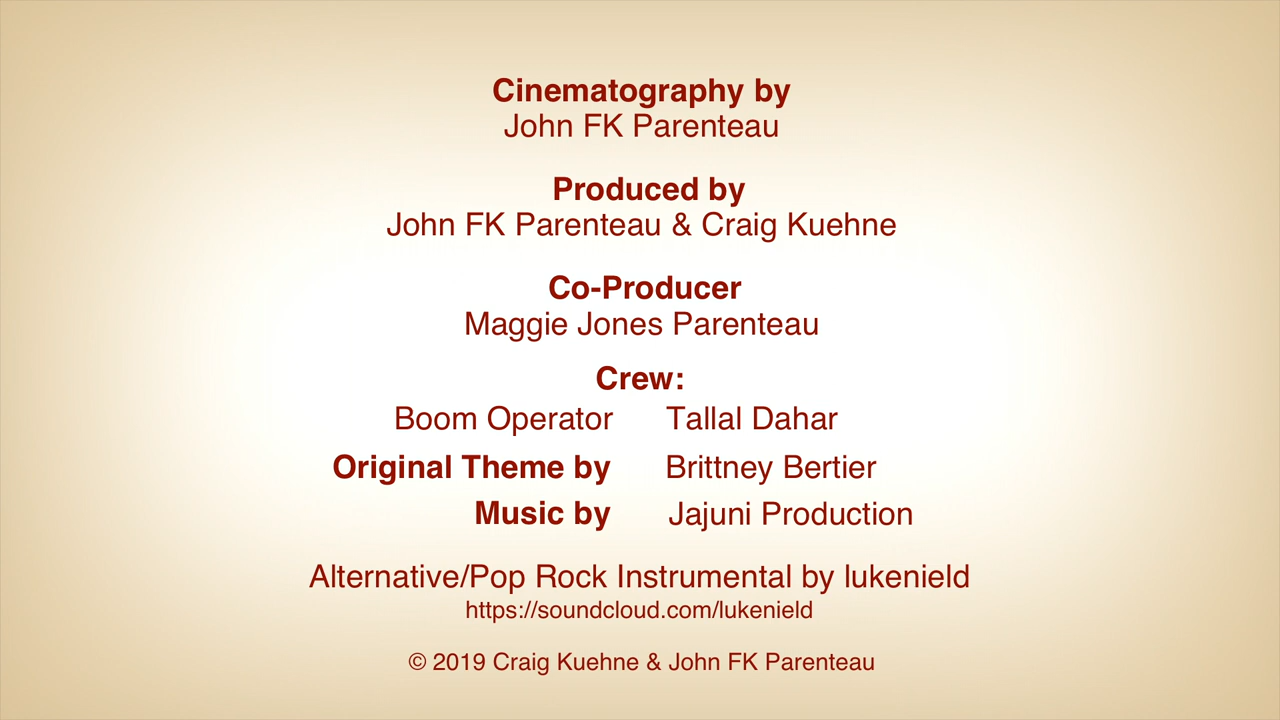 Cinematography by
John FK Parenteau
Produced by
John FK Parenteau & Craig Kuehne
Co-Producer
Maggie Jones Parenteau
Crew:
Boom Operator Tallal Dahar
Original Theme by Brittney Bertier
Music by Jajuni Production
Alternative/Pop Rock Instrumental by lukenield
https://soundcloud.com/lukenield
© 2019 Craig Kuehne & John FK Parenteau